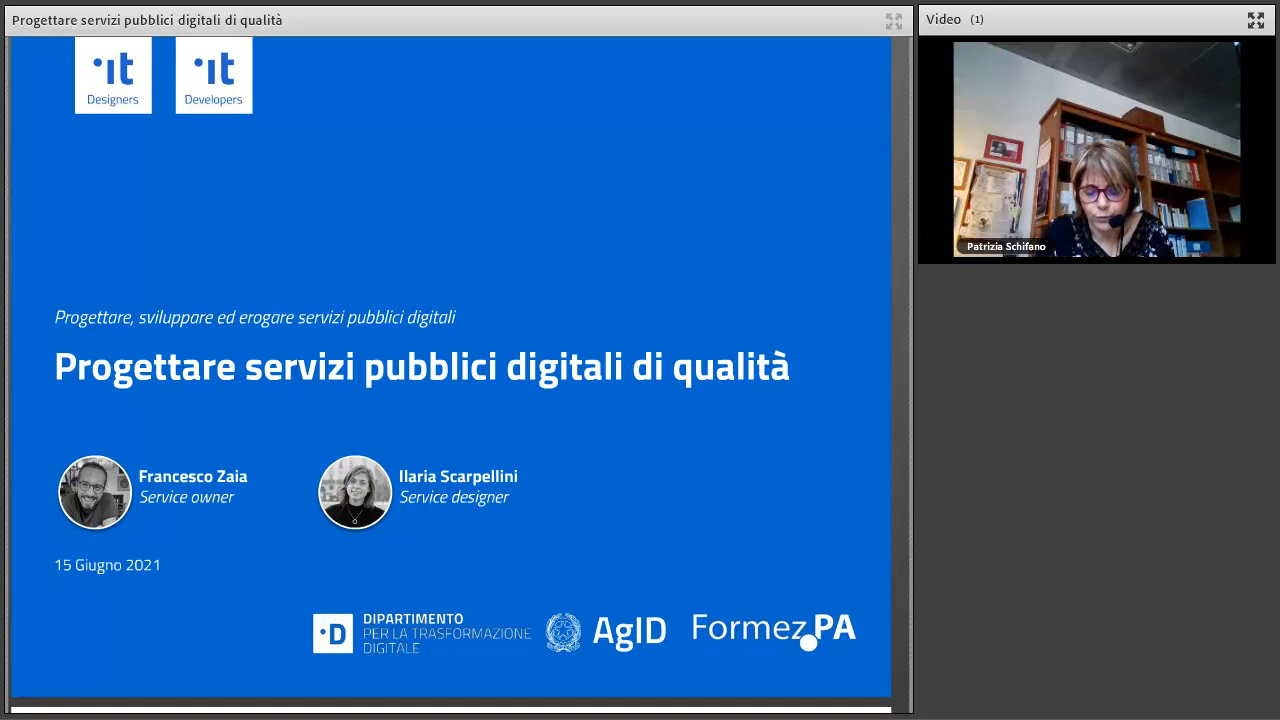 Progettare servizi pubblici digitali di qualità
Video (1)
·ıt
Designers
·ıt
Developers
Patrizia Schifano
Progettare, sviluppare ed erogare servizi pubblici digitali
Progettare servizi pubblici digitali di qualità
Francesco Zaia
Service owner
Ilaria Scarpellini
Service designer
15 Giugno 2021
·D
DIPARTIMENTO
PER LA TRASFORMAZIONE
DIGITALE
AgID
Formez PA